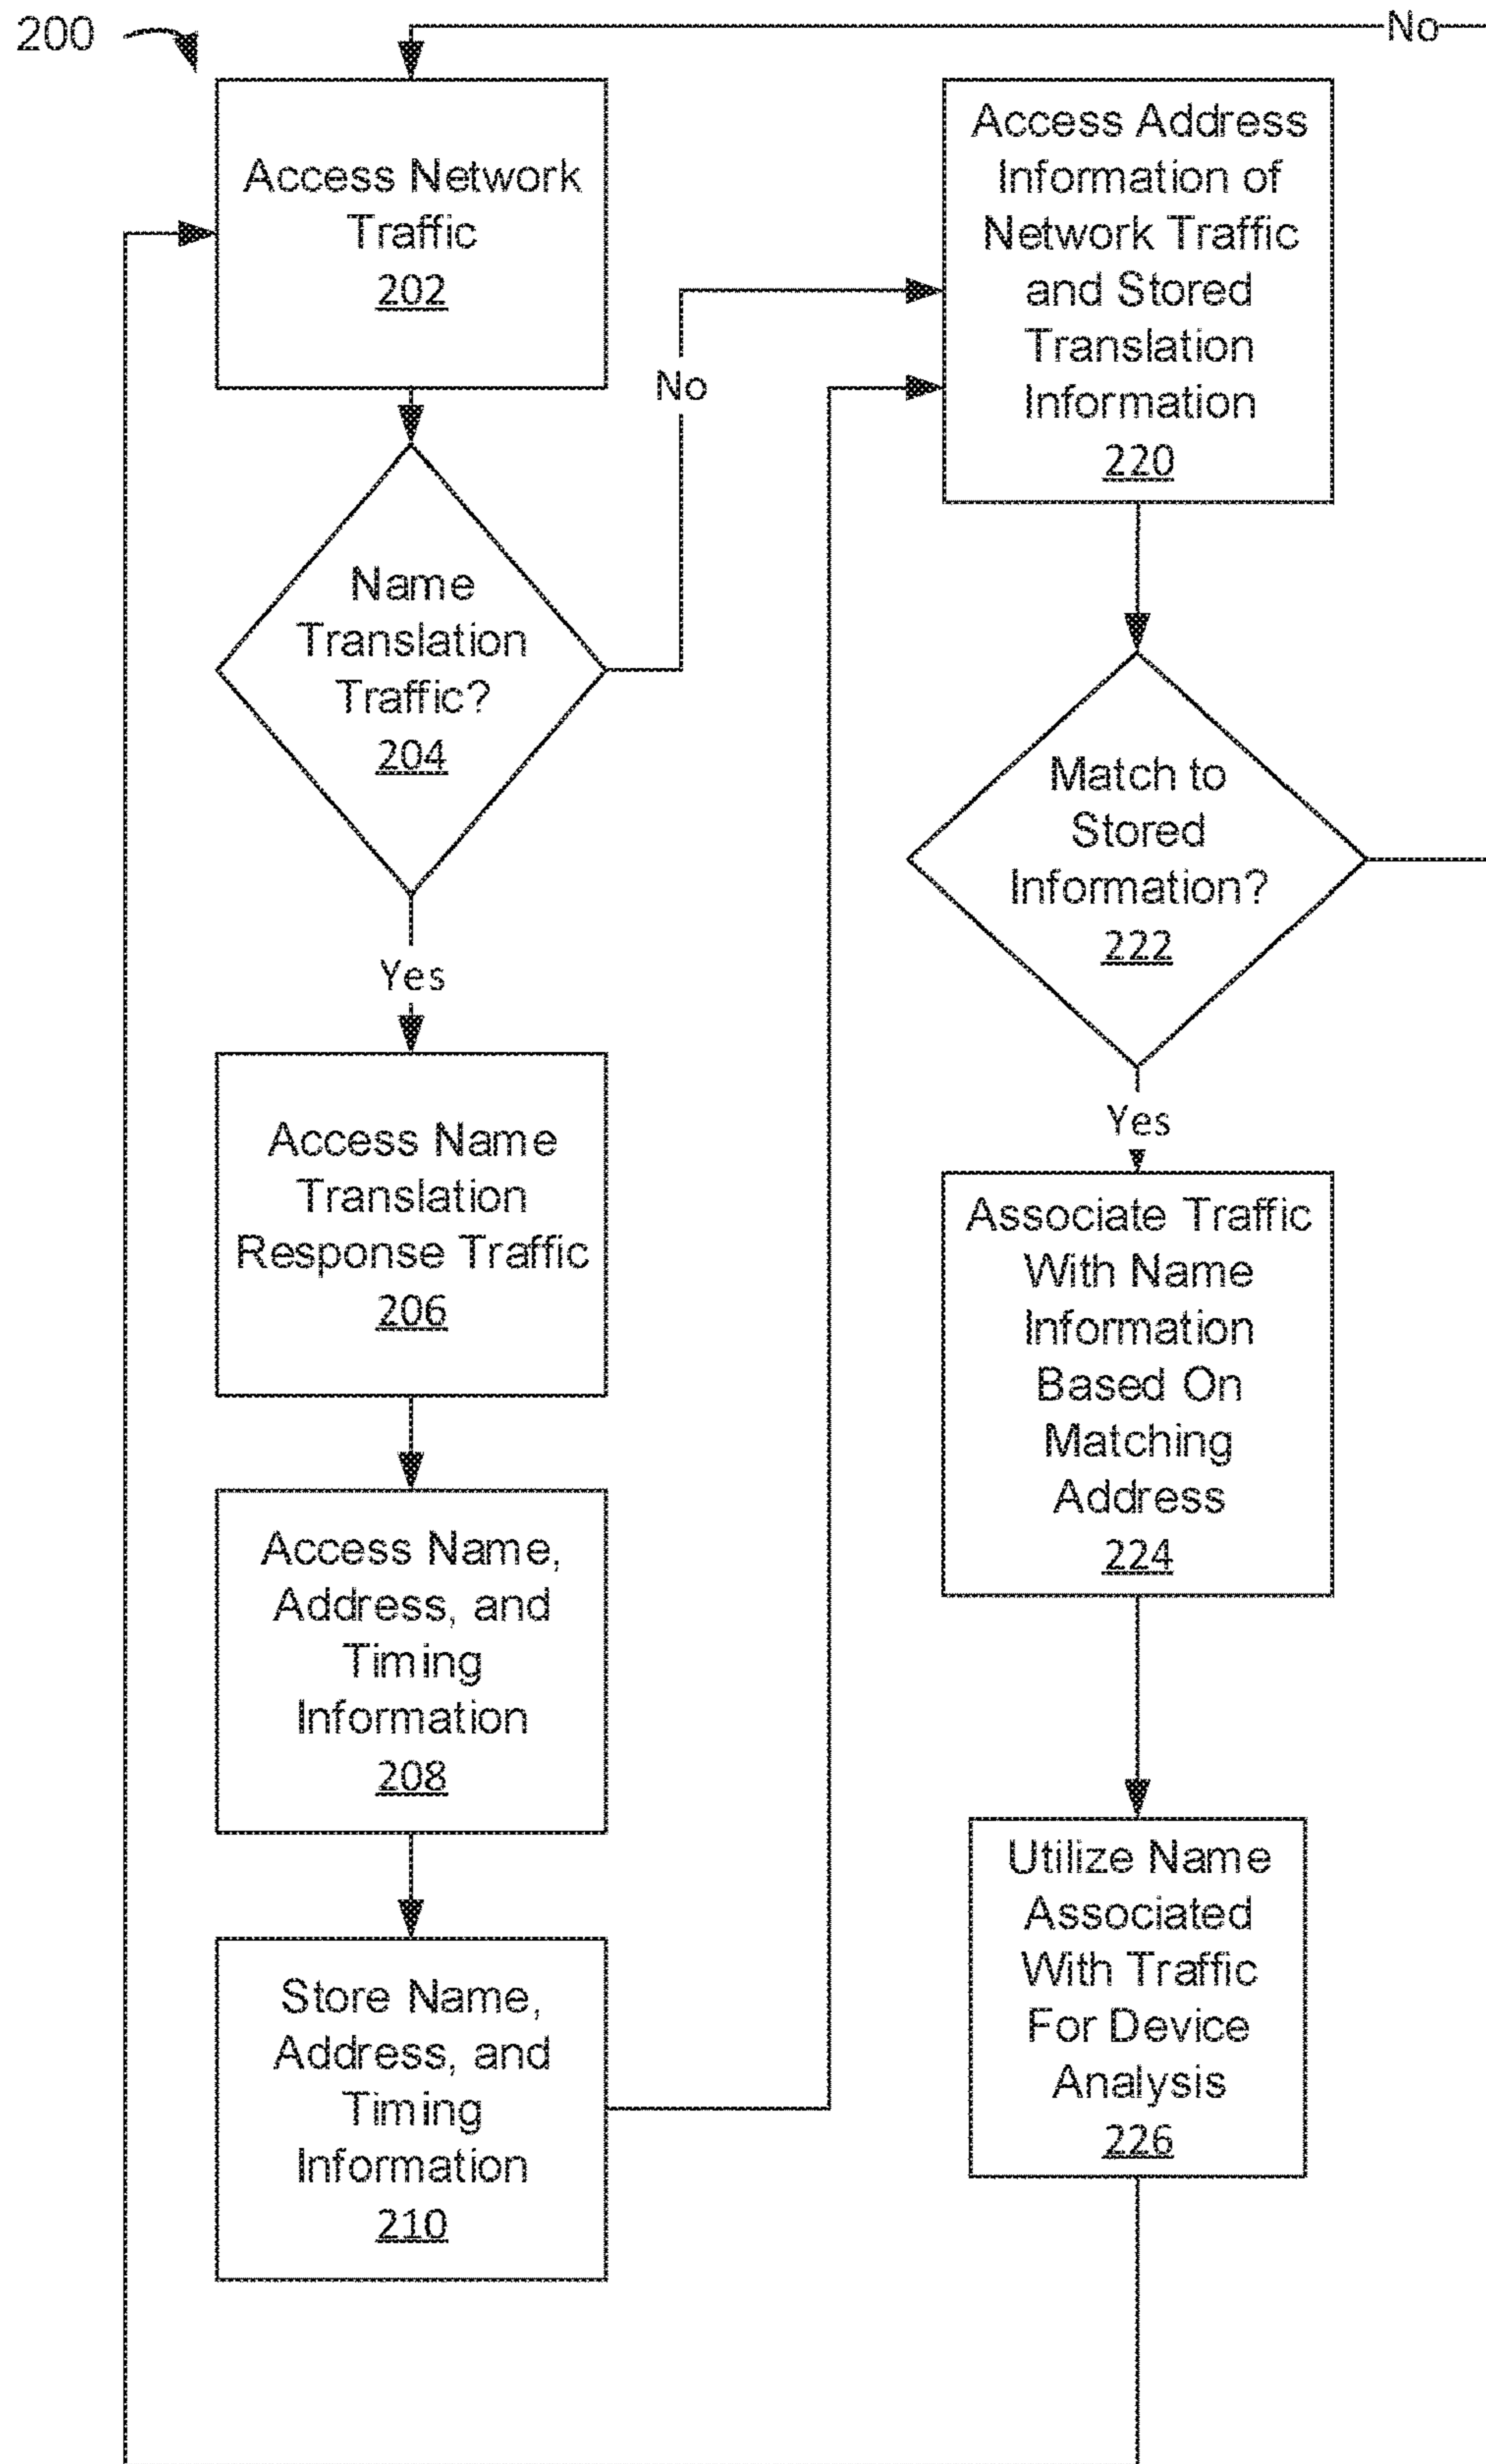 200
No
Access Network
Traffic
202
No
Name
Translation
Traffic?
204
Yes
Access Name
Translation
Response Traffic
206
Access Name,
Address, and
Timing
Information
208
Store Name,
Address, and
Timing
Information
210
Access Address
Information of
Network Traffic
and Stored
Translation
Information
220
Match to
Stored
Information?
222
Yes
Associate Traffic
With Name
Information
Based On
Matching
Address
224
Utilize Name
Associated
With Traffic
For Device
Analysis
226